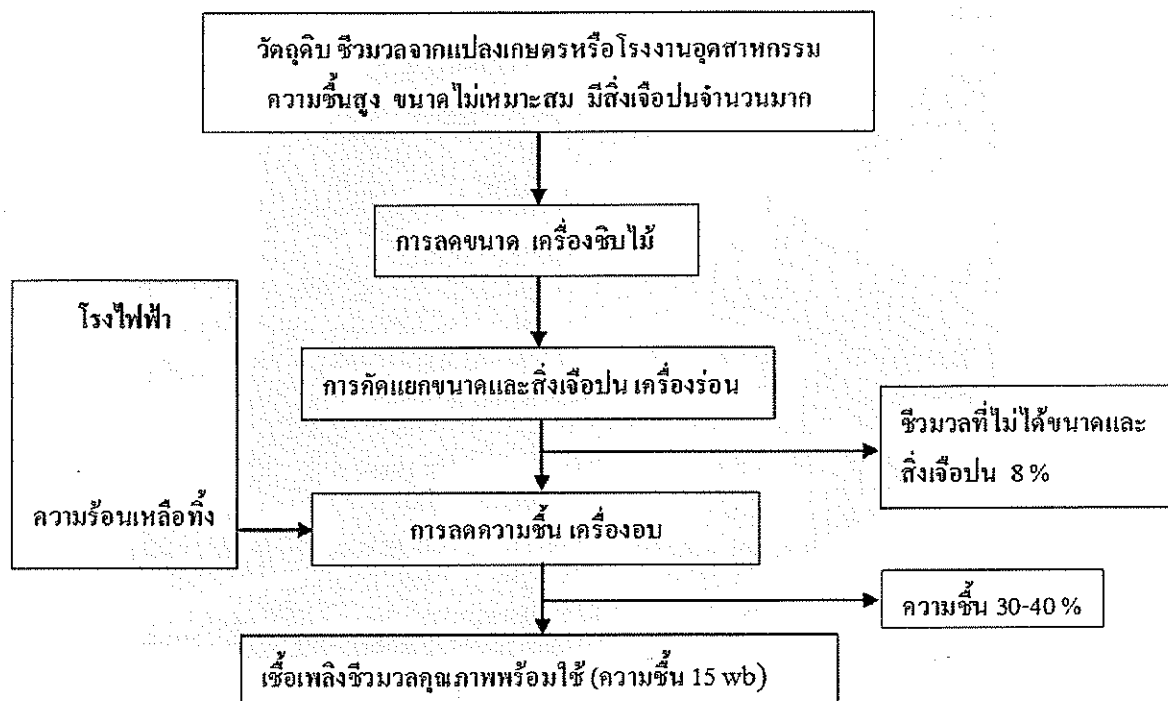 วัตถุดิบ ชีวมวลจากแปลงเกษตรหรือโรงงานอุตสาหกรรม
ความชื้นสูง ขนาดไม่เหมาะสม มีสิ่งเจือปนจำนวนมาก
การลดขนาด เครื่องชิบไม้
โรงไฟฟ้า
การคัดแยกขนาดและสิ่งเจือปน เครื่องร่อน
ชีวมวลที่ไม่ได้ขนาดและ
สิ่งเจือปน 8 %
ความร้อนเหลือทิ้ง
การลดความชื้น เครื่องอบ
ความชื้น 30-40 %
เชื้อเพลิงชีวมวลคุณภาพพร้อมใช้ (ความชื้น 15 wb)